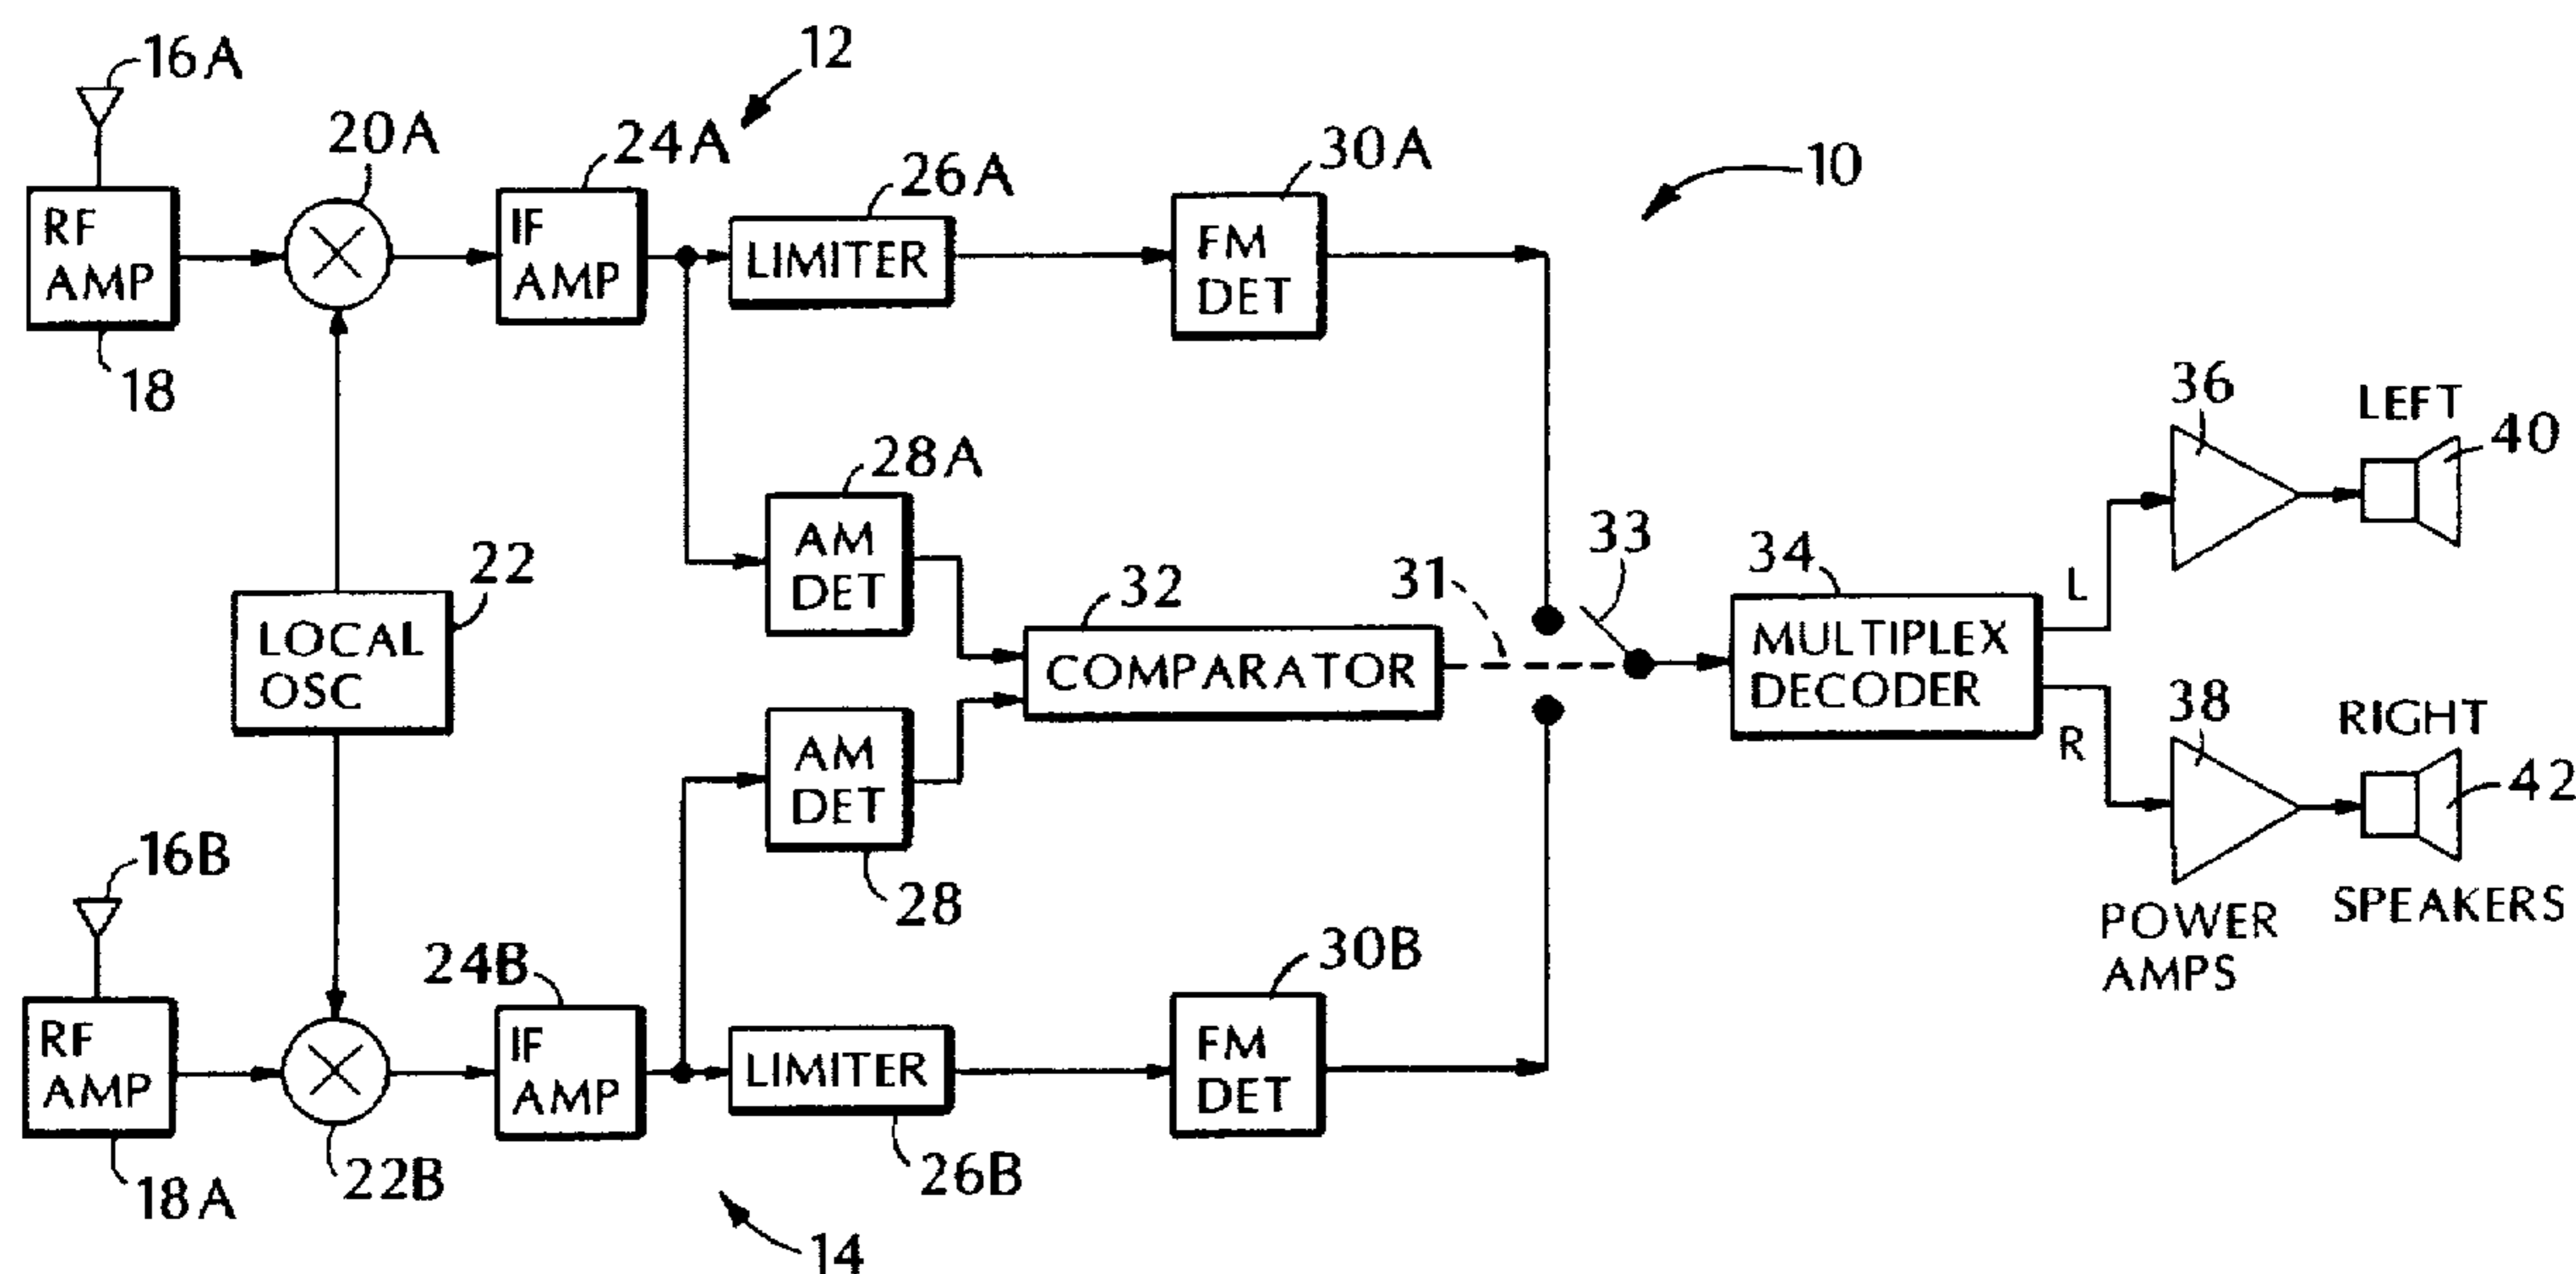 16A
12
20A
24A
26A
30A
10
RF
AMP
IF
AMP
LIMITER
FM
DET
18
28A
AM
DET
36
LEFT
40
22
LOCAL
OSC
32
COMPARATOR
31
33
34
MULTIPLEX
DECODER
L
R
38
RIGHT
42
AM
DET
28
POWER
AMPS
SPEAKERS
16B
24B
30B
RF
AMP
IF
AMP
LIMITER
FM
DET
18A
22B
26B
14